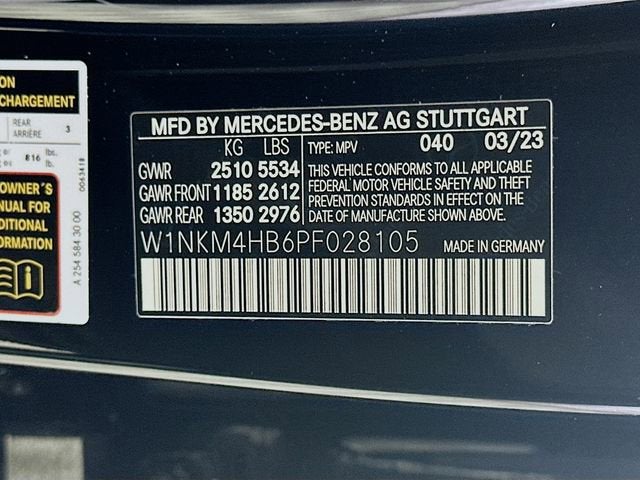 ON
CHARGEMENT
REAR 3
ARRIÈRE
816 lbs.
lbs.
OWNER'S
NUAL FOR
DITIONAL
ORMATION
A 254 584 30 00
0063418
MFD BY MERCEDES-BENZ AG STUTTGART
KG LBS
GVWR 2510 5534
GAWR FRONT 1185 2612
GAWR REAR 1350 2976
TYPE: MPV 040 03/23
THIS VEHICLE CONFORMS TO ALL APPLICABLE
FEDERAL MOTOR VEHICLE SAFETY AND THEFT
PREVENTION STANDARDS IN EFFECT ON THE
DATE OF MANUFACTURE SHOWN ABOVE.
W1NKM4HB6PF028105 MADE IN GERMANY